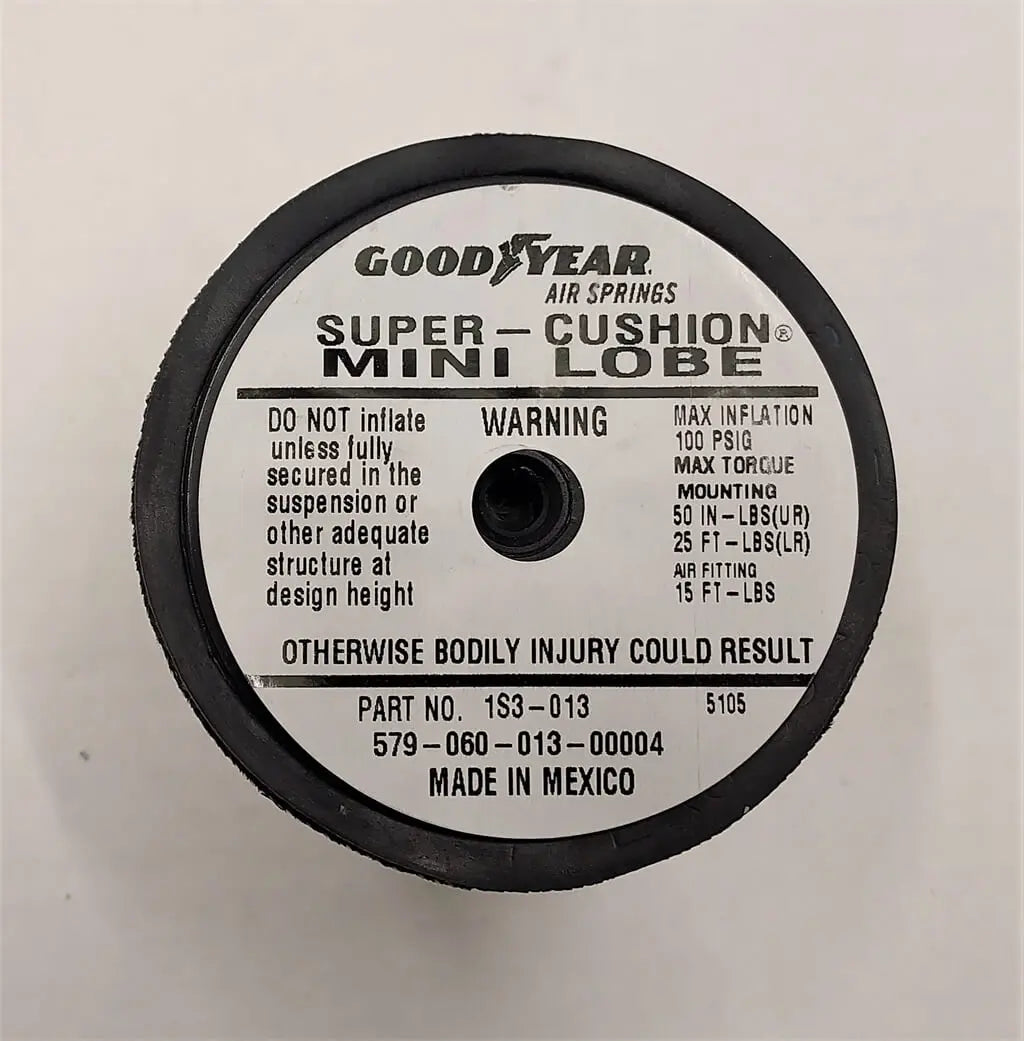 GOODYEAR
AIR SPRINGS
SUPER-CUSHION®
MINI LOBE
WARNING
DO NOT inflate
unless fully
secured in the
suspension or
other adequate
structure at
design height
MAX INFLATION
100 PSIG
MAX TORQUE
MOUNTING
50 IN-LBS(UR)
25 FT-LBS(LR)
AIR FITTING
15 FT-LBS
OTHERWISE BODILY INJURY COULD RESULT
PART NO. 1S3-013 5105
579-060-013-00004
MADE IN MEXICO